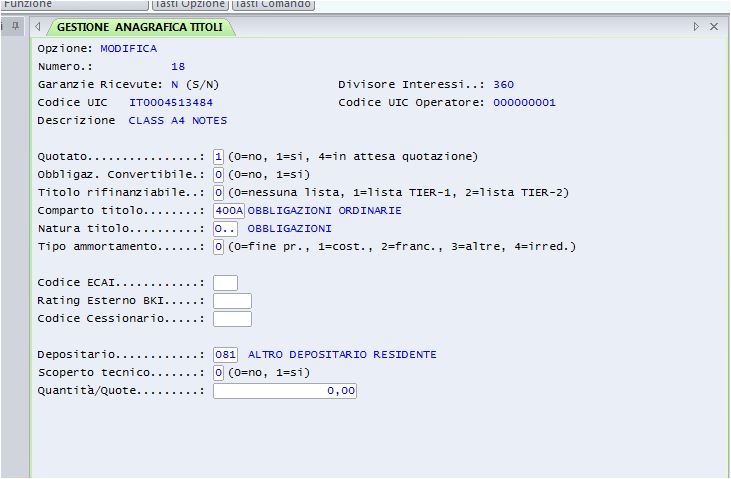 Funzione Tasti Opzione Tasti Comando
GESTIONE ANAGRAFICA TITOLI
Opzione: MODIFICA
Numero.: 18
Garanzie Ricevute: N (S/N) Divisore Interessi..: 360
Codice UIC IT0004513484 Codice UIC Operatore: 000000001
Descrizione CLASS A4 NOTES
Quotato................: 1 (0=no, 1=si, 4=in attesa quotazione)
Obbligaz. Convertibile.: 0 (0=no, 1=si)
Titolo rifinanziabile..: 0 (0=nessuna lista, 1=lista TIER-1, 2=lista TIER-2)
Comparto titolo........: 400A OBBLIGAZIONI ORDINARIE
Natura titolo..........: O.. OBBLIGAZIONI
Tipo ammortamento......: 0 (0=fine pr., 1=cost., 2=franc., 3=altre, 4=irred.)
Codice ECAI............:
Rating Esterno BKI.....:
Codice Cessionario.....:
Depositario............: 081 ALTRO DEPOSITARIO RESIDENTE
Scoperto tecnico.......: 0 (0=no, 1=si)
Quantità/Quote.........: 0,00